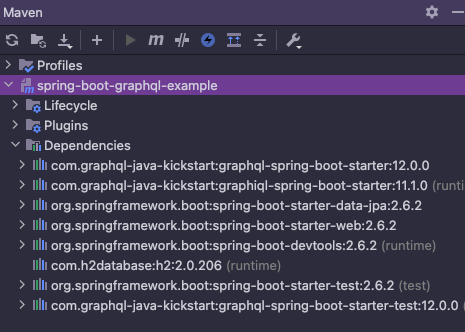 Maven
Profiles
spring-boot-graphql-example
Lifecycle
Plugins
Dependencies
com.graphql-java-kickstart:graphql-spring-boot-starter:12.0.0
com.graphql-java-kickstart:graphiql-spring-boot-starter:11.1.0 (runti
org.springframework.boot:spring-boot-starter-data-jpa:2.6.2
org.springframework.boot:spring-boot-starter-web:2.6.2
org.springframework.boot:spring-boot-devtools:2.6.2 (runtime)
com.h2database:h2:2.0.206 (runtime)
org.springframework.boot:spring-boot-starter-test:2.6.2 (test)
com.graphql-java-kickstart:graphql-spring-boot-starter-test:12.0.0